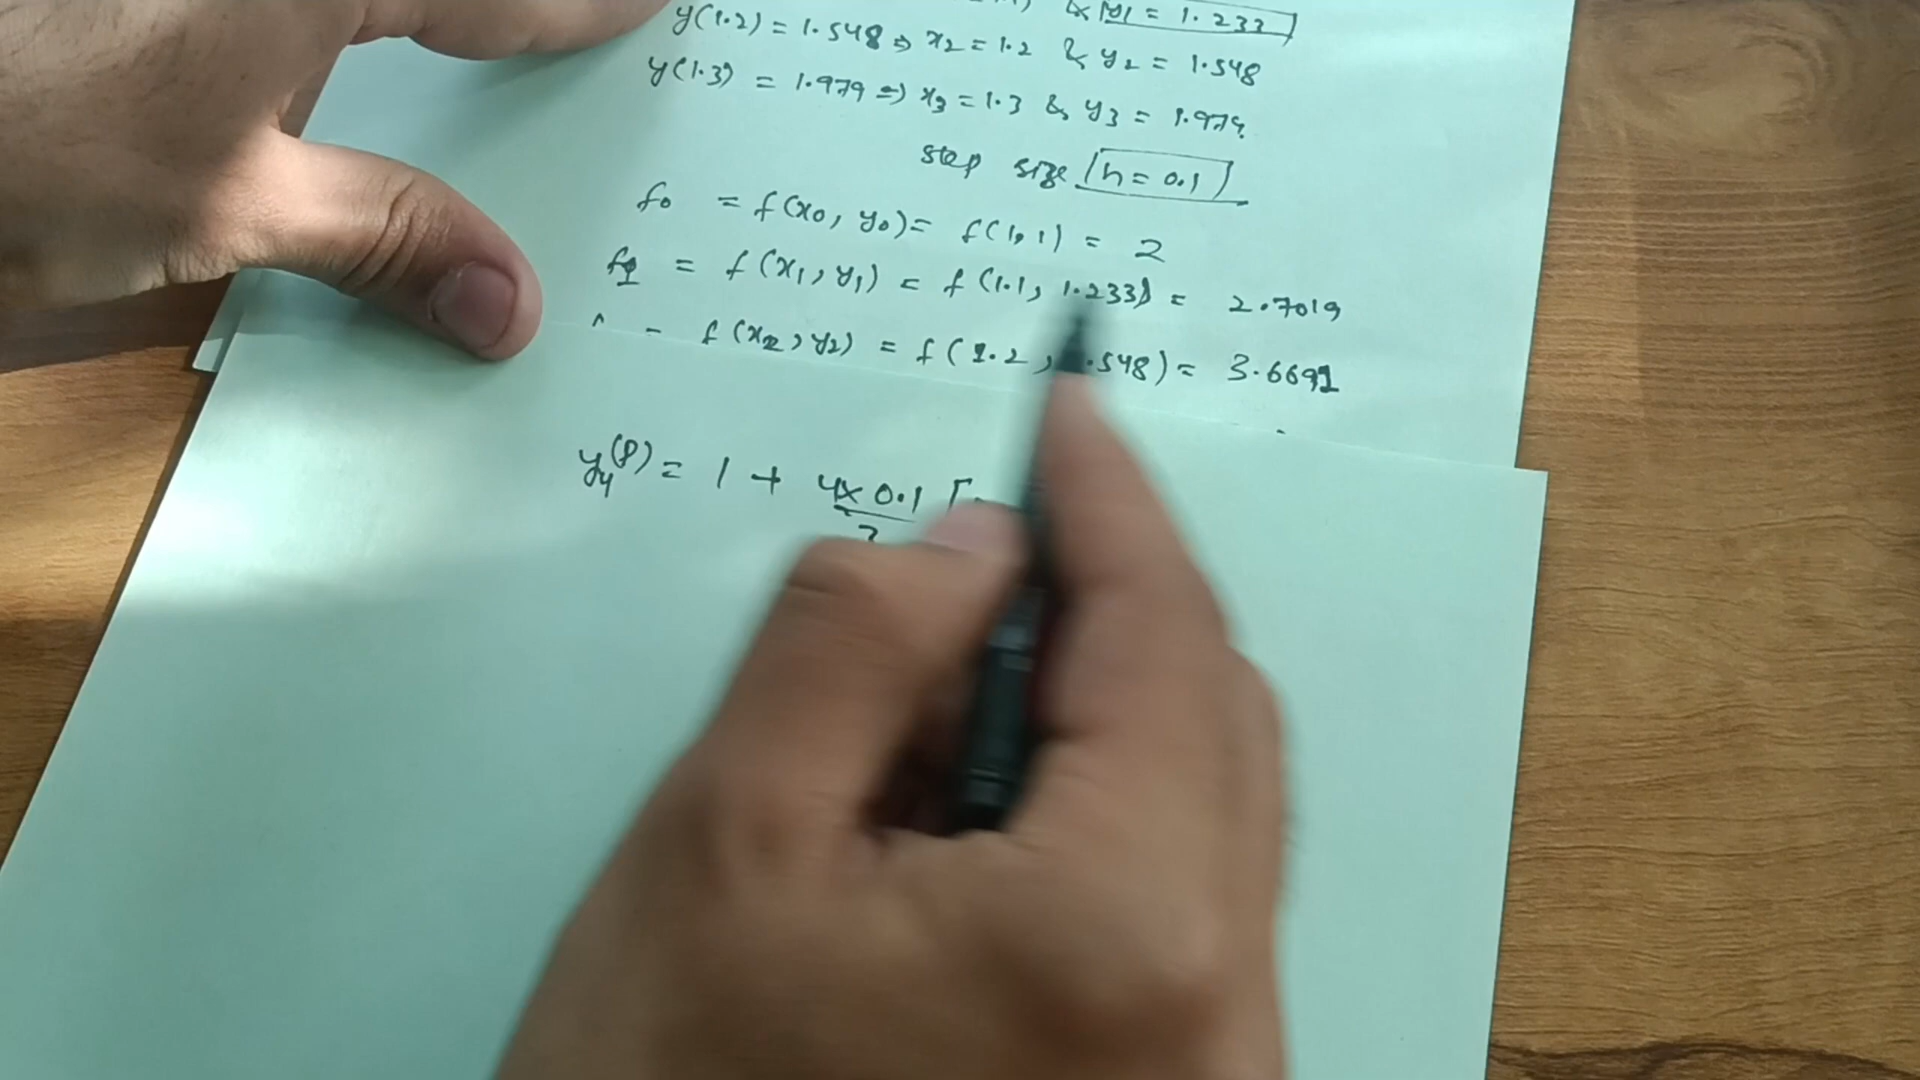 & y1 = 1.233
y(1.2) = 1.548 ⇒ x2 = 1.2 & y2 = 1.548
y(1.3) = 1.979 ⇒ x3 = 1.3 & y3 = 1.979
step size h = 0.1
f0 = f(x0, y0) = f(1, 1) = 2
f1 = f(x1, y1) = f(1.1, 1.233) = 2.7019
= f(x2, y2) = f(1.2, .548) = 3.6691
y4^(P) = 1 + 4x0.1/3 [